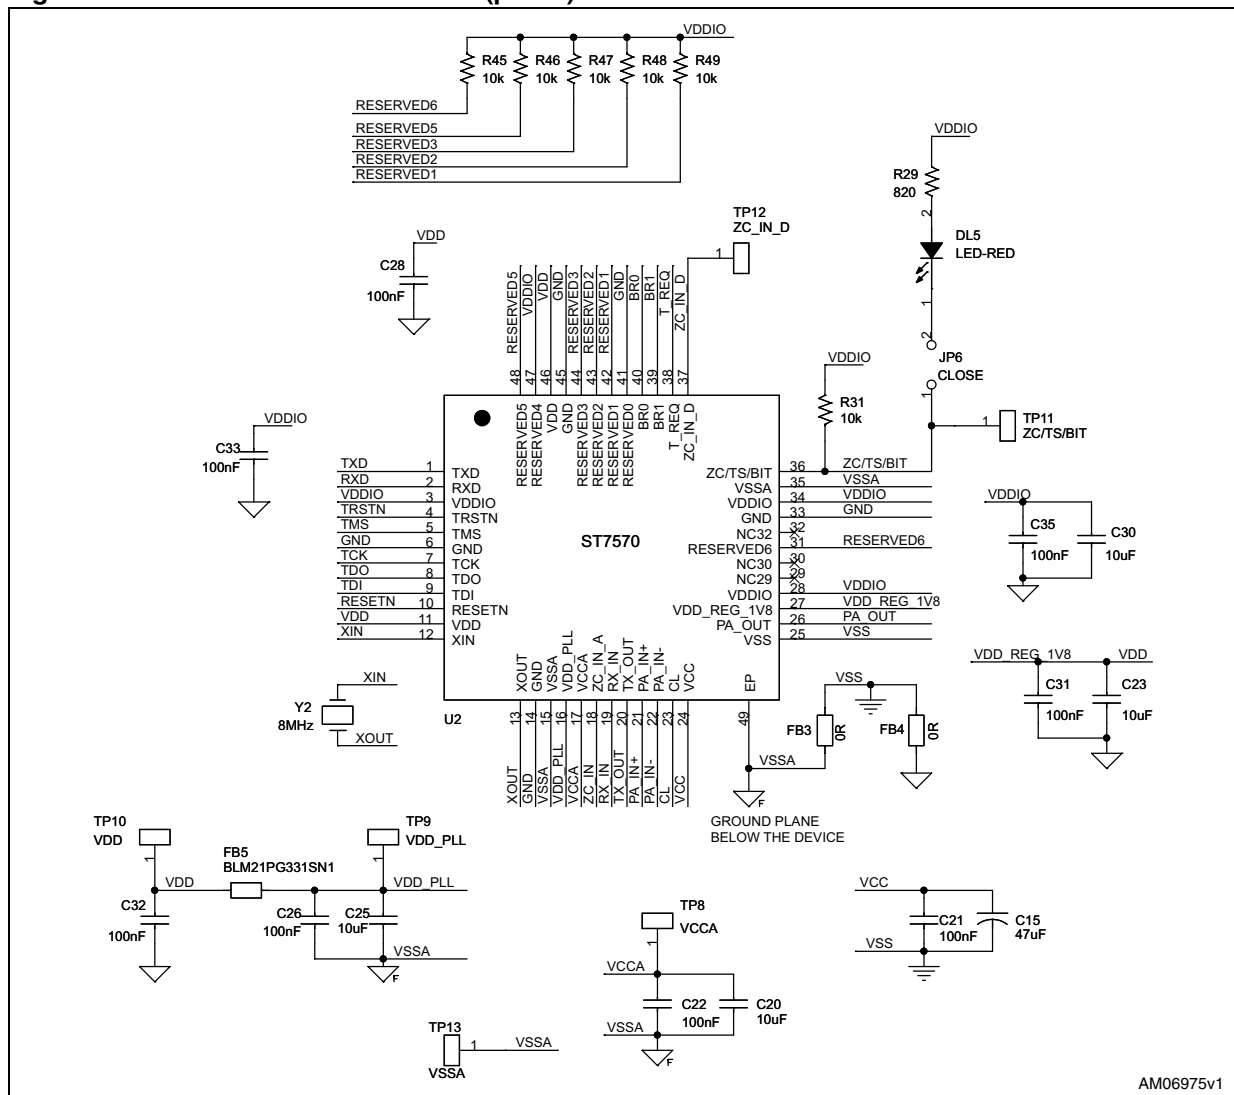 VDDIO
R45 R46 R47 R48 R49
10k 10k 10k 10k 10k
RESERVED6
RESERVED5
RESERVED3
RESERVED2
RESERVED1
VDDIO
R29
820
2
DL5
LED-RED
1
2
JP6
CLOSE
1
TP12
ZC_IN_D
1
VDD
C28
100nF
RESERVED5
VDDIO
VDD
GND
RESERVED3
RESERVED2
RESERVED1
GND
BR0
BR1
T_REQ
ZC_IN_D
48 47 46 45 44 43 42 41 40 39 38 37
RESERVED5
RESERVED4
VDD
GND
RESERVED3
RESERVED2
RESERVED1
RESERVED0
BR0
BR1
T_REQ
ZC_IN_D
VDDIO
R31
10k
1
TP11
ZC/TS/BIT
VDDIO
C33
100nF
TXD 1 TXD
RXD 2 RXD
VDDIO 3 VDDIO
TRSTN 4 TRSTN
TMS 5 TMS
GND 6 GND
TCK 7 TCK
TDO 8 TDO
TDI 9 TDI
RESETN 10 RESETN
VDD 11 VDD
XIN 12 XIN
ST7570
ZC/TS/BIT 36 ZC/TS/BIT
VSSA 35 VSSA
VDDIO 34 VDDIO
GND 33 GND
NC32 32
RESERVED6 31 RESERVED6
NC30 30
NC29 29
VDDIO 28 VDDIO
VDD_REG_1V8 27 VDD_REG_1V8
PA_OUT 26 PA_OUT
VSS 25 VSS
VDDIO
C35
100nF
C30
10uF
XOUT
GND
VSSA
VDD_PLL
VCCA
ZC_IN_A
RX_IN
TX_OUT
PA_IN+
PA_IN-
CL
VCC
EP
U2
13 14 15 16 17 18 19 20 21 22 23 24 49
XOUT
GND
VSSA
VDD_PLL
VCCA
ZC_IN
RX_IN
TX_OUT
PA_IN+
PA_IN-
CL
VCC
XIN
Y2
8MHz
XOUT
VSS
FB3
0R
FB4
0R
VSSA
F
GROUND PLANE
BELOW THE DEVICE
VDD_REG_1V8 VDD
C31
100nF
C23
10uF
TP10
VDD
1
FB5
BLM21PG331SN1
TP9
VDD_PLL
1
VDD
VDD_PLL
C32
100nF
C26
100nF
C25
10uF
VSSA
F
TP8
VCCA
1
VCCA
C22
100nF
C20
10uF
VSSA
F
VCC
C21
100nF
C15
47uF
VSS
TP13
1 VSSA
VSSA
AM06975v1